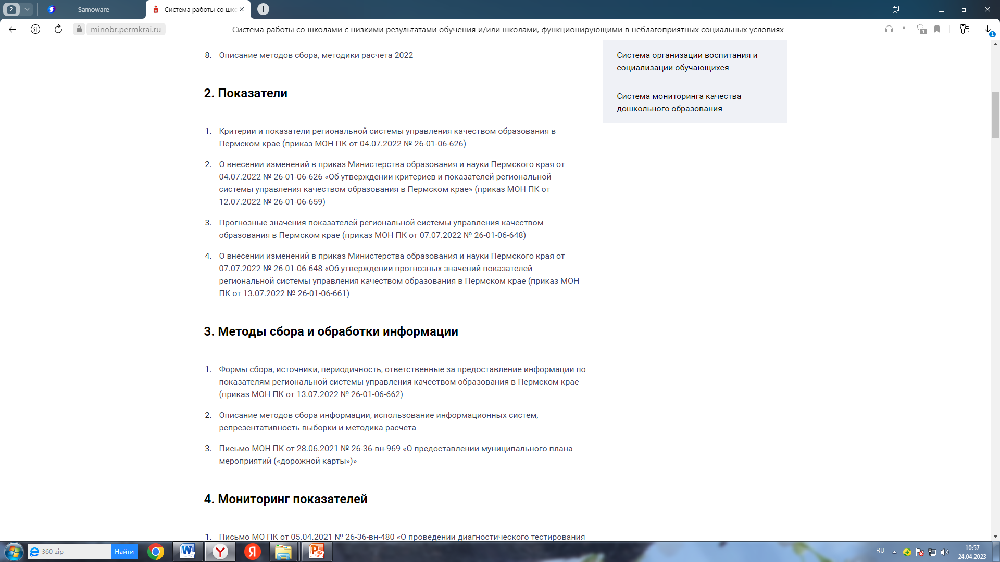 2
Samoware
Система работы со шко
minobr.permkrai.ru
Система работы со школами с низкими результатами обучения и/или школами, функционирующими в неблагоприятных социальных условиях
1
1
8. Описание методов сбора, методики расчета 2022
Система организации воспитания и
социализации обучающихся
Система мониторинга качества
дошкольного образования
2. Показатели
1. Критерии и показатели региональной системы управления качеством образования в
Пермском крае (приказ МОН ПК от 04.07.2022 № 26-01-06-626)
2. О внесении изменений в приказ Министерства образования и науки Пермского края от
04.07.2022 № 26-01-06-626 «Об утверждении критериев и показателей региональной
системы управления качеством образования в Пермском крае» (приказ МОН ПК от
12.07.2022 № 26-01-06-659)
3. Прогнозные значения показателей региональной системы управления качеством
образования в Пермском крае (приказ МОН ПК от 07.07.2022 № 26-01-06-648)
4. О внесении изменений в приказ Министерства образования и науки Пермского края от
07.07.2022 № 26-01-06-648 «Об утверждении прогнозных значений показателей
региональной системы управления качеством образования в Пермском крае (приказ МОН
ПК от 13.07.2022 № 26-01-06-661)
3. Методы сбора и обработки информации
1. Формы сбора, источники, периодичность, ответственные за предоставление информации по
показателям региональной системы управления качеством образования в Пермском крае
(приказ МОН ПК от 13.07.2022 № 26-01-06-662)
2. Описание методов сбора информации, использование информационных систем,
репрезентативность выборки и методика расчета
3. Письмо МОН ПК от 28.06.2021 № 26-36-вн-969 «О предоставлении муниципального плана
мероприятий («дорожной карты»)»
4. Мониторинг показателей
1. Письмо МО ПК от 05.04.2021 № 26-36-вн-480 «О проведении диагностического тестирования
360 zip
Найти
RU
10:57
24.04.2023